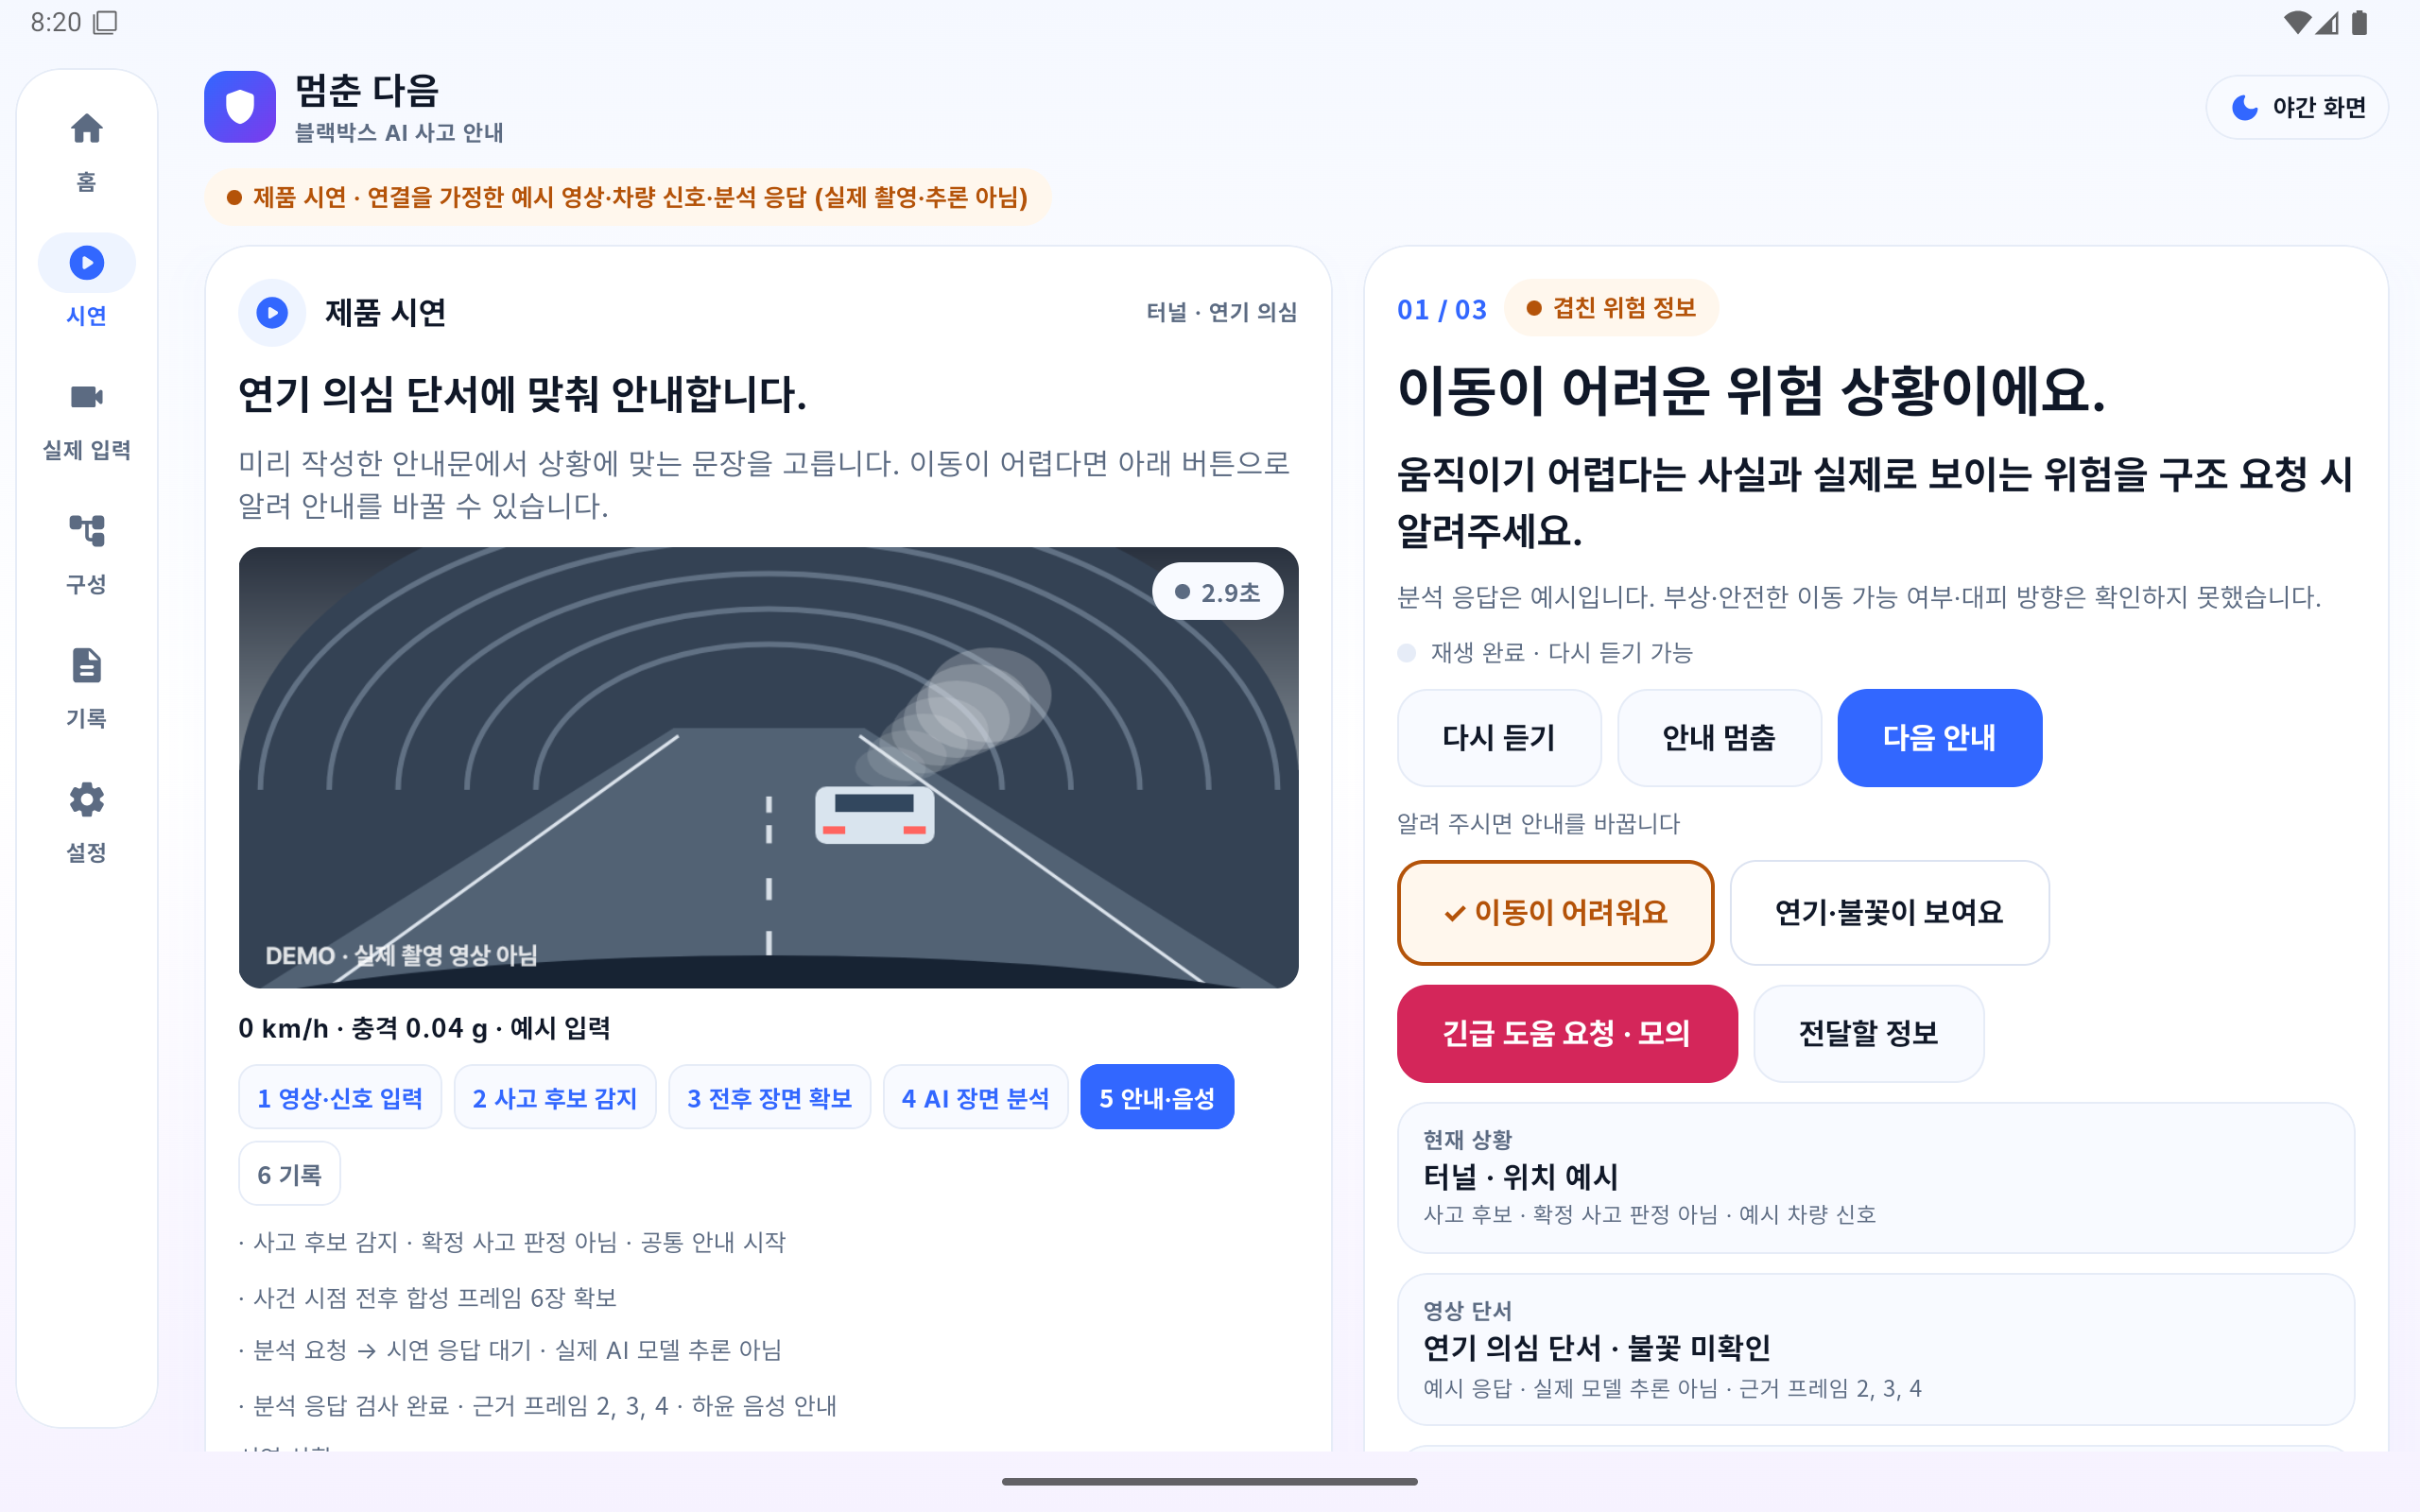 8:20
멈춘 다음
블랙박스 AI 사고 안내
야간 화면
홈
시연
실제 입력
구성
기록
설정
제품 시연 · 연결을 가정한 예시 영상·차량 신호·분석 응답 (실제 촬영·추론 아님)
제품 시연
터널 · 연기 의심
연기 의심 단서에 맞춰 안내합니다.
미리 작성한 안내문에서 상황에 맞는 문장을 고릅니다. 이동이 어렵다면 아래 버튼으로
알려 안내를 바꿀 수 있습니다.
2.9초
DEMO · 실제 촬영 영상 아님
0 km/h · 충격 0.04 g · 예시 입력
1 영상·신호 입력
2 사고 후보 감지
3 전후 장면 확보
4 AI 장면 분석
5 안내·음성
6 기록
· 사고 후보 감지 · 확정 사고 판정 아님 · 공통 안내 시작
· 사건 시점 전후 합성 프레임 6장 확보
· 분석 요청 → 시연 응답 대기 · 실제 AI 모델 추론 아님
· 분석 응답 검사 완료 · 근거 프레임 2, 3, 4 · 하윤 음성 안내
01 / 03
겹친 위험 정보
이동이 어려운 위험 상황이에요.
움직이기 어렵다는 사실과 실제로 보이는 위험을 구조 요청 시
알려주세요.
분석 응답은 예시입니다. 부상·안전한 이동 가능 여부·대피 방향은 확인하지 못했습니다.
재생 완료 · 다시 듣기 가능
다시 듣기
안내 멈춤
다음 안내
알려 주시면 안내를 바꿉니다
✓ 이동이 어려워요
연기·불꽃이 보여요
긴급 도움 요청 · 모의
전달할 정보
현재 상황
터널 · 위치 예시
사고 후보 · 확정 사고 판정 아님 · 예시 차량 신호
영상 단서
연기 의심 단서 · 불꽃 미확인
예시 응답 · 실제 모델 추론 아님 · 근거 프레임 2, 3, 4